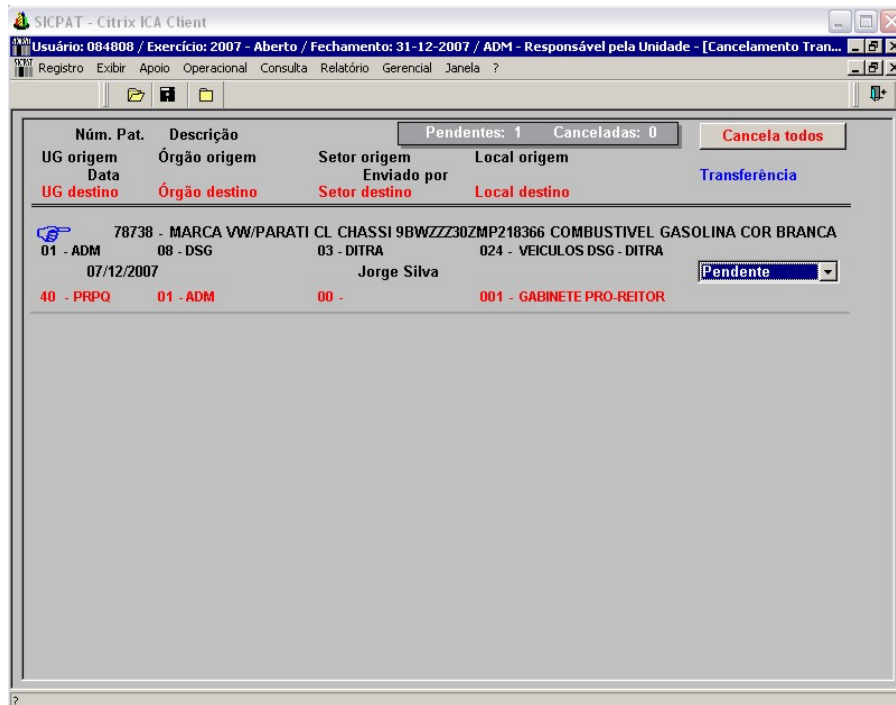 SICPAT - Citrix ICA Client
Usuário: 084808 / Exercício: 2007 - Aberto / Fechamento: 31-12-2007 / ADM - Responsável pela Unidade - [Cancelamento Tran...
Registro Exibir Apoio Operacional Consulta Relatório Gerencial Janela ?
Núm. Pat. Descrição Pendentes: 1 Canceladas: 0 Cancela todos
UG origem Órgão origem Setor origem Local origem
Data Enviado por Transferência
UG destino Órgão destino Setor destino Local destino
78738 - MARCA VW/PARATI CL CHASSI 9BWZZZ30ZMP218366 COMBUSTIVEL GASOLINA COR BRANCA
01 - ADM 08 - DSG 03 - DITRA 024 - VEICULOS DSG - DITRA
07/12/2007 Jorge Silva Pendente
40 - PRPQ 01 - ADM 00 - 001 - GABINETE PRO-REITOR
?